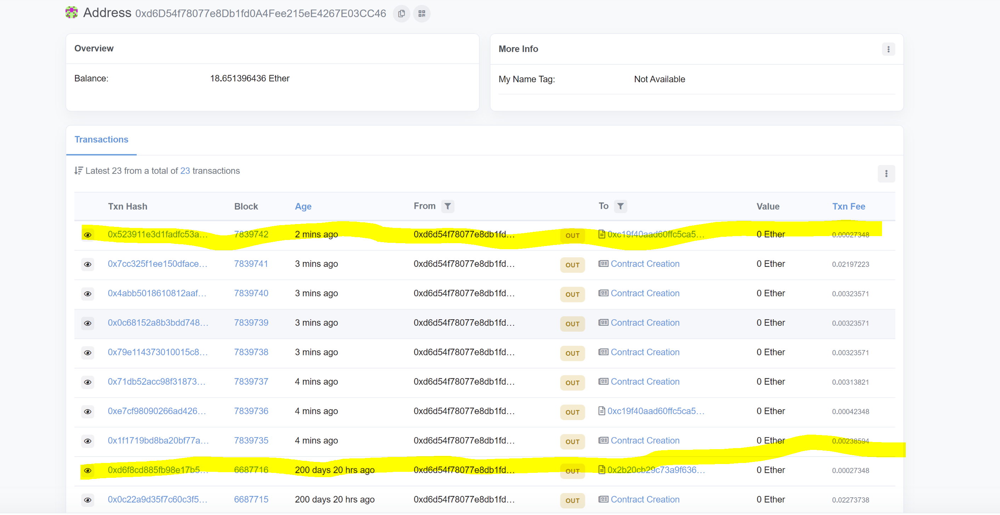 Address 0xd6D54f78077e8Db1fd0A4Fee215eE4267E03CC46
Overview
Balance: 18.651396436 Ether
More Info
My Name Tag: Not Available
Transactions
Latest 23 from a total of 23 transactions
Txn Hash Block Age From To Value Txn Fee
0x523911e3d1fadfc53a... 7839742 2 mins ago 0xd6d54f78077e8db1fd... OUT 0xc19f40aad60ffc5ca5... 0 Ether 0.00027348
0x7cc325f1ee150dface... 7839741 3 mins ago 0xd6d54f78077e8db1fd... OUT Contract Creation 0 Ether 0.02197223
0x4abb5018610812aaf... 7839740 3 mins ago 0xd6d54f78077e8db1fd... OUT Contract Creation 0 Ether 0.00323571
0x0c68152a8b3bdd748... 7839739 3 mins ago 0xd6d54f78077e8db1fd... OUT Contract Creation 0 Ether 0.00323571
0x79e114373010015c8... 7839738 3 mins ago 0xd6d54f78077e8db1fd... OUT Contract Creation 0 Ether 0.00323571
0x71db52acc98f31873... 7839737 4 mins ago 0xd6d54f78077e8db1fd... OUT Contract Creation 0 Ether 0.00313821
0xe7cf98090266ad426... 7839736 4 mins ago 0xd6d54f78077e8db1fd... OUT 0xc19f40aad60ffc5ca5... 0 Ether 0.00042348
0x1f1719bd8ba20bf77a... 7839735 4 mins ago 0xd6d54f78077e8db1fd... OUT Contract Creation 0 Ether 0.00238594
0xd6f8cd885fb98e17b5... 6687716 200 days 20 hrs ago 0xd6d54f78077e8db1fd... OUT 0x2b20cb29c73a9f636... 0 Ether 0.00027348
0x0c22a9d35f7c60c3f5... 6687715 200 days 20 hrs ago 0xd6d54f78077e8db1fd... OUT Contract Creation 0 Ether 0.02273738